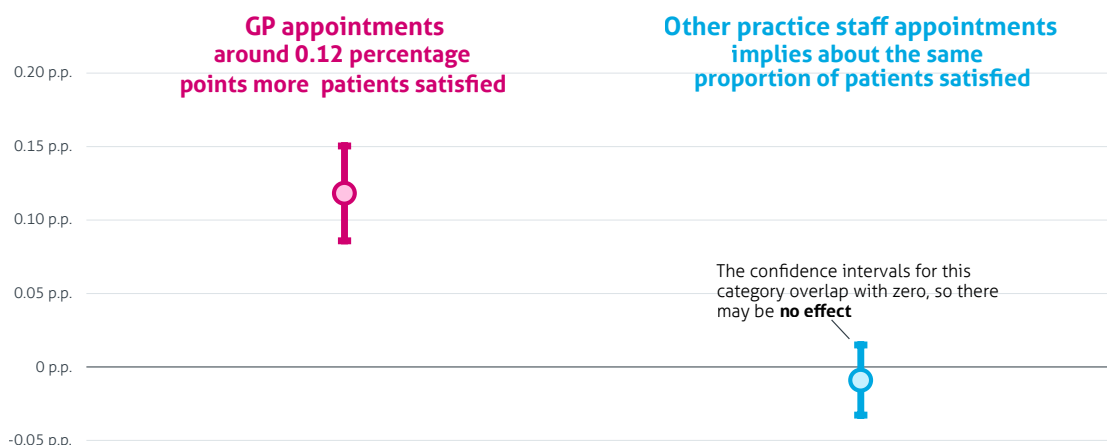 GP appointments
around 0.12 percentage
points more patients satisfied
Other practice staff appointments
implies about the same
proportion of patients satisfied
0.20 p.p.
0.15 p.p.
0.10 p.p.
0.05 p.p.
0 p.p.
-0.05 p.p.
The confidence intervals for this
category overlap with zero, so there
may be no effect